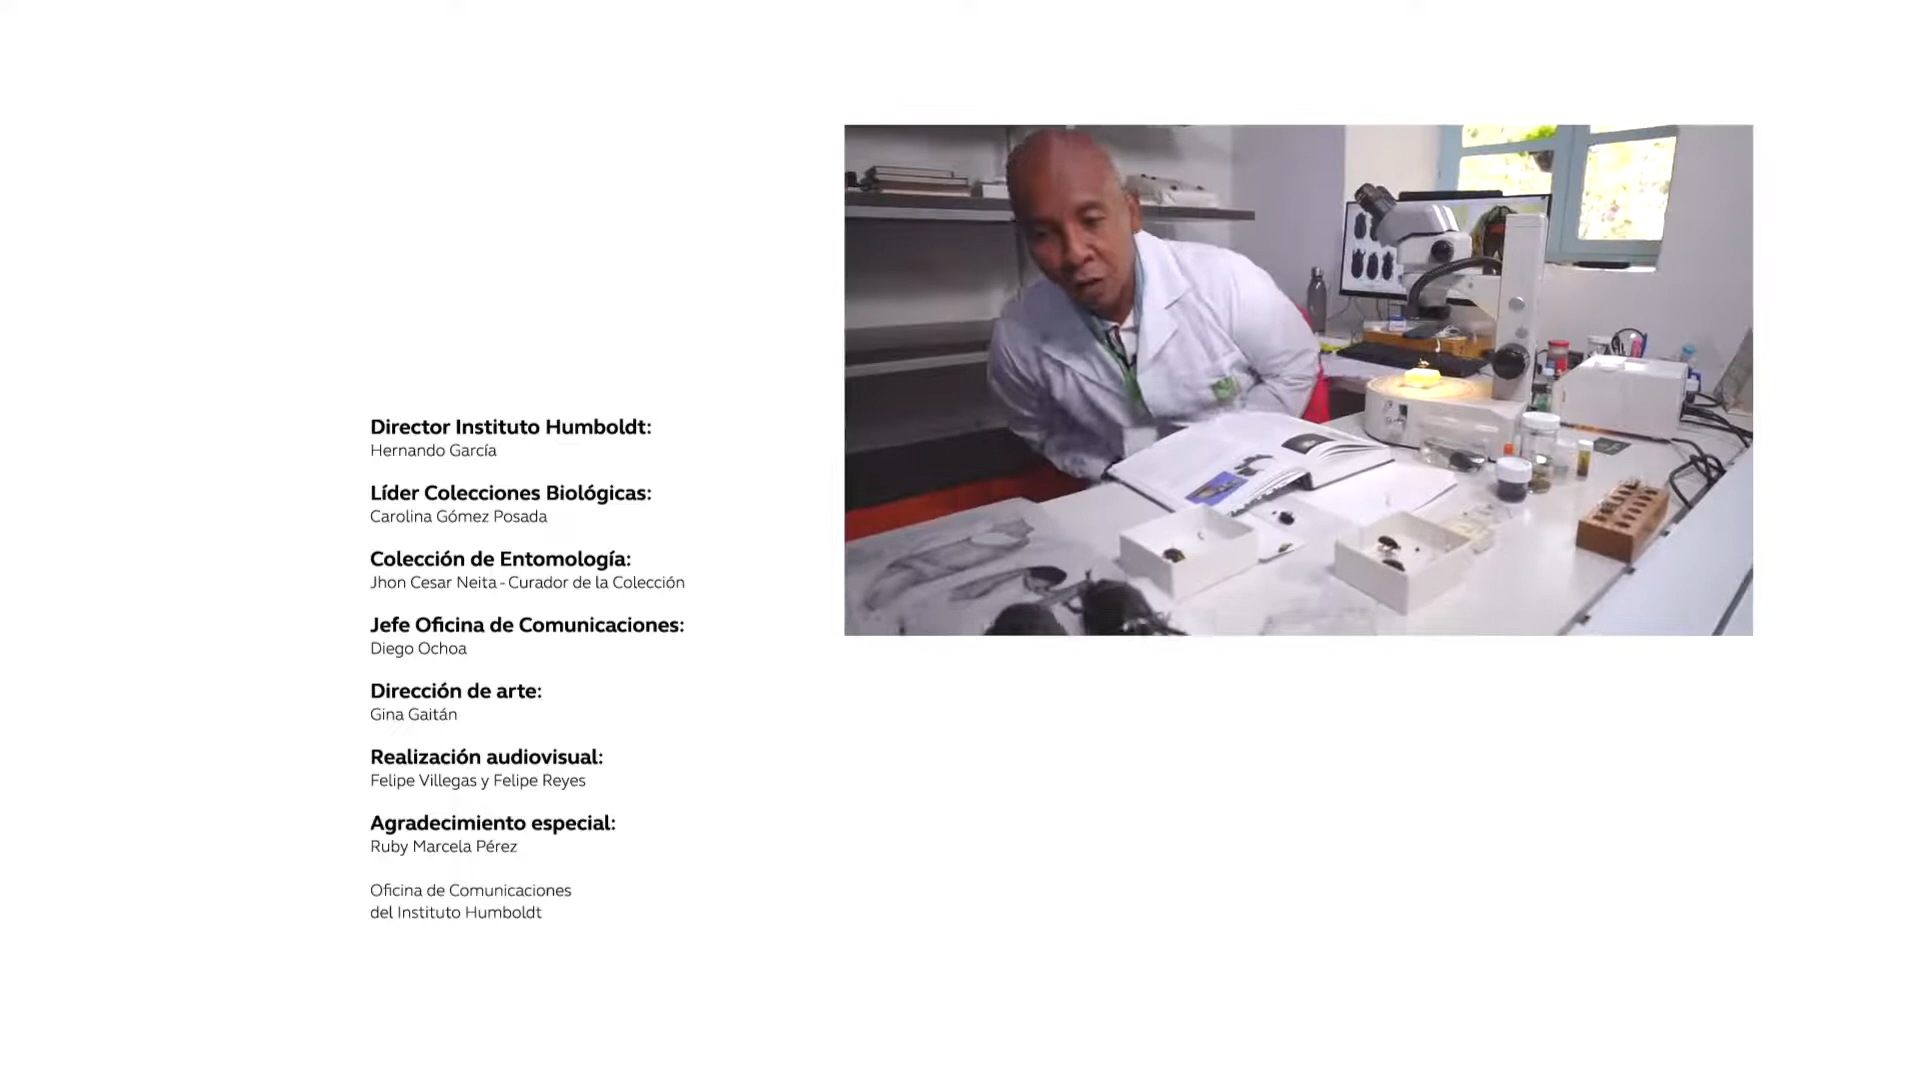 Director Instituto Humboldt:
Hernando García
Líder Colecciones Biológicas:
Carolina Gómez Posada
Colección de Entomología:
Jhon Cesar Neita - Curador de la Colección
Jefe Oficina de Comunicaciones:
Diego Ochoa
Dirección de arte:
Gina Gaitán
Realización audiovisual:
Felipe Villegas y Felipe Reyes
Agradecimiento especial:
Ruby Marcela Pérez
Oficina de Comunicaciones
del Instituto Humboldt